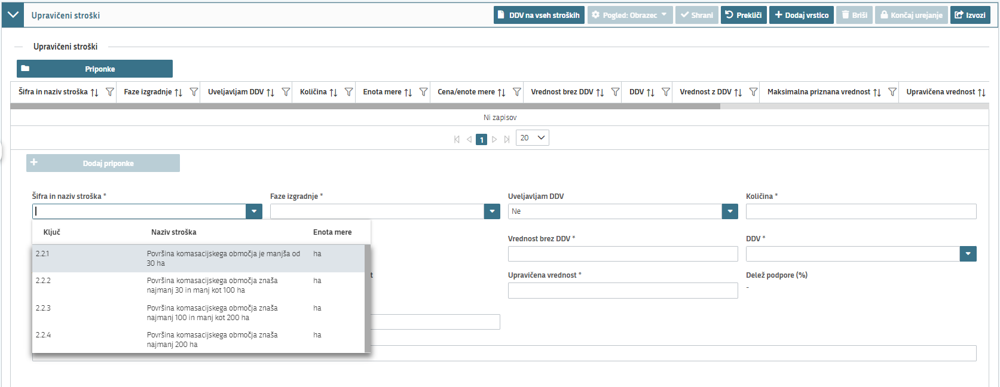 Upravičeni stroški
DDV na vseh stroških
Pogled: Obrazec
Shrani
Prekliči
Dodaj vrstico
Briši
Končaj urejanje
Izvozi
Upravičeni stroški
Priponke
Šifra in naziv stroška
Faze izgradnje
Uveljavljam DDV
Količina
Enota mere
Cena/enote mere
Vrednost brez DDV
DDV
Vrednost z DDV
Maksimalna priznana vrednost
Upravičena vrednost
Ni zapisov
1
20
Dodaj priponke
Šifra in naziv stroška *
Faze izgradnje *
Uveljavljam DDV
Količina *
Ne
Ključ
Naziv stroška
Enota mere
2.2.1
Površina komasacijskega območja je manjša od
30 ha
ha
2.2.2
Površina komasacijskega območja znaša
najmanj 30 in manj kot 100 ha
ha
2.2.3
Površina komasacijskega območja znaša
najmanj 100 in manj kot 200 ha
ha
2.2.4
Površina komasacijskega območja znaša
najmanj 200 ha
ha
Vrednost brez DDV *
DDV *
Upravičena vrednost *
Delež podpore (%)
-